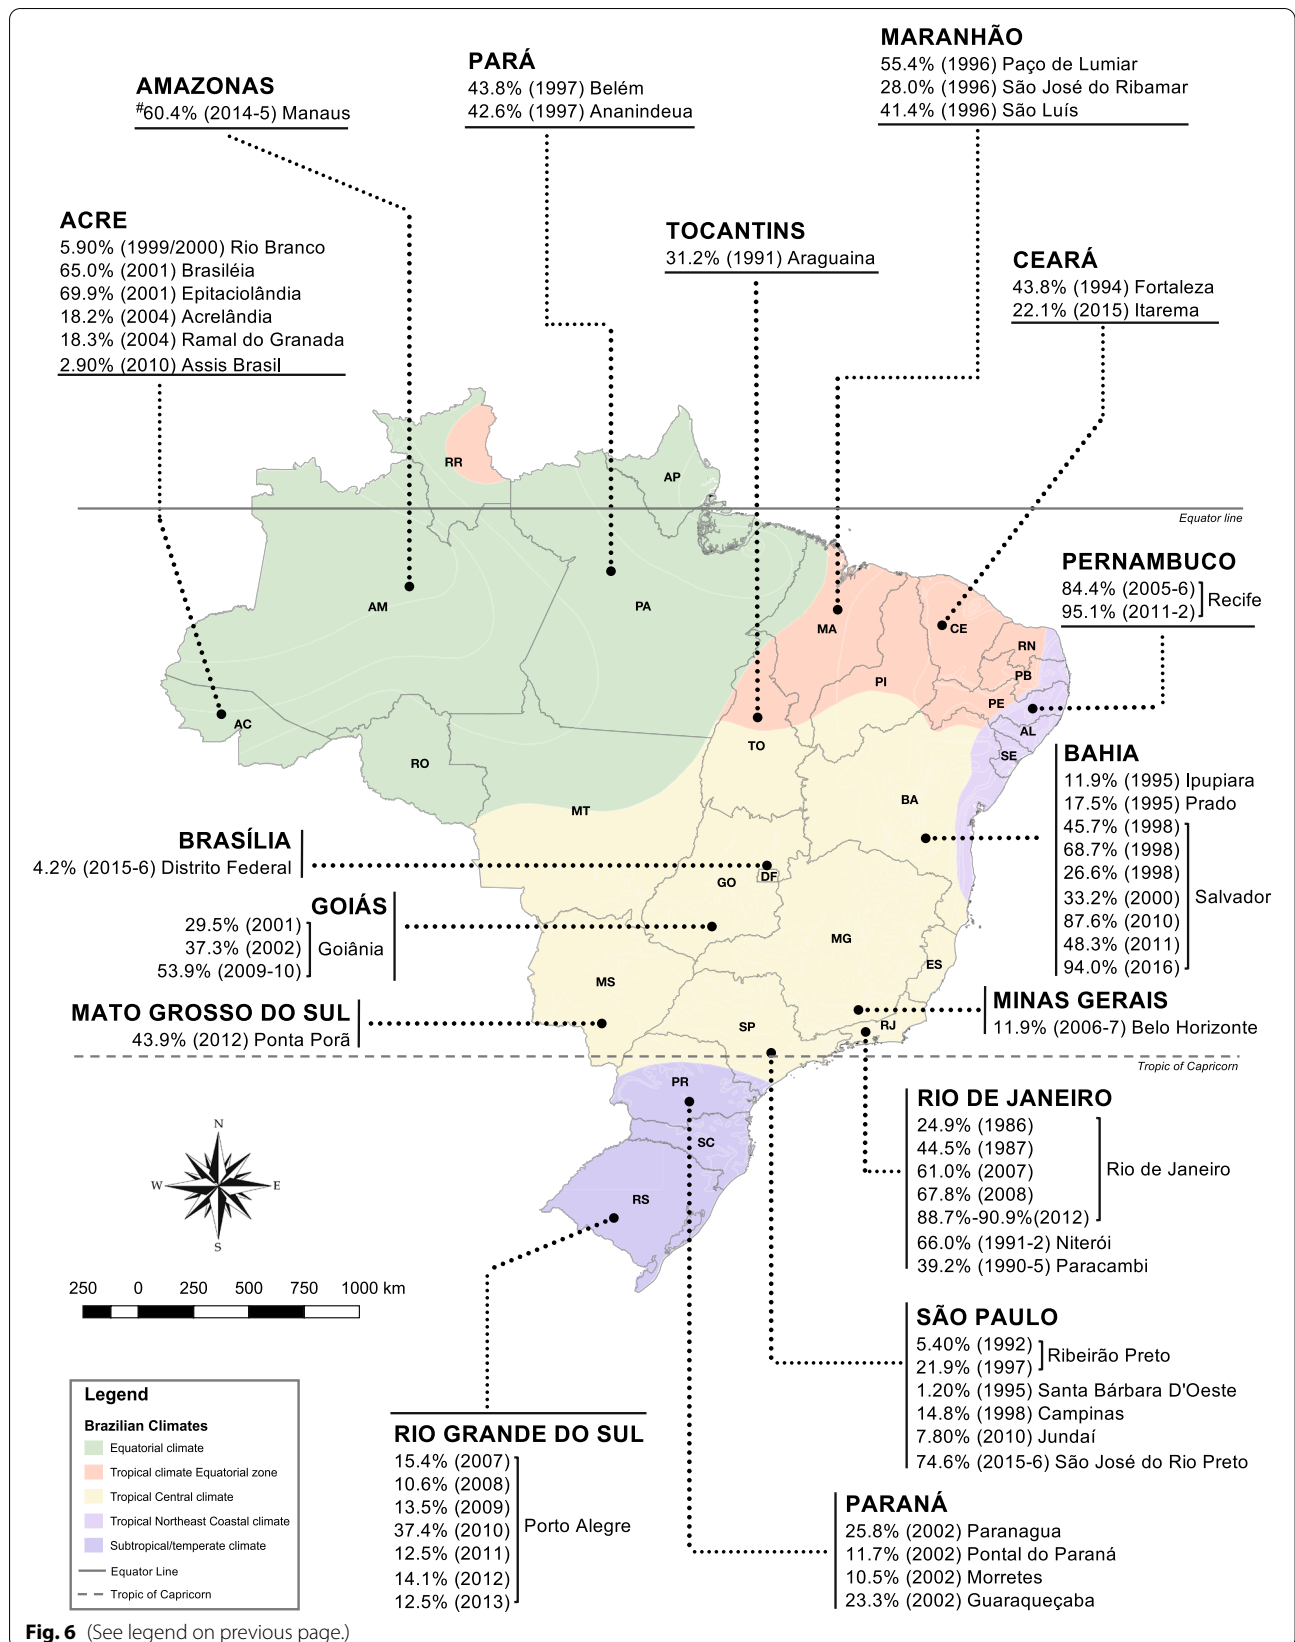 AMAZONAS
#60.4% (2014-5) Manaus
PARÁ
43.8% (1997) Belém
42.6% (1997) Ananindeua
MARANHÃO
55.4% (1996) Paço de Lumiar
28.0% (1996) São José do Ribamar
41.4% (1996) São Luís
ACRE
5.90% (1999/2000) Rio Branco
65.0% (2001) Brasiléia
69.9% (2001) Epitaciolândia
18.2% (2004) Acrelândia
18.3% (2004) Ramal do Granada
2.90% (2010) Assis Brasil
TOCANTINS
31.2% (1991) Araguaina
CEARÁ
43.8% (1994) Fortaleza
22.1% (2015) Itarema
RR
AP
Equator line
PERNAMBUCO
84.4% (2005-6)
95.1% (2011-2)
Recife
AM
PA
MA
CE
RN
PB
PI
PE
AC
AL
TO
SE
RO
BA
MT
BAHIA
11.9% (1995) Ipupiara
17.5% (1995) Prado
45.7% (1998)
68.7% (1998)
26.6% (1998)
33.2% (2000)
87.6% (2010)
48.3% (2011)
94.0% (2016)
Salvador
BRASÍLIA
4.2% (2015-6) Distrito Federal
DF
GO
GOIÁS
29.5% (2001)
37.3% (2002)
53.9% (2009-10)
Goiânia
MG
ES
MS
MATO GROSSO DO SUL
43.9% (2012) Ponta Porã
SP
RJ
MINAS GERAIS
11.9% (2006-7) Belo Horizonte
Tropic of Capricorn
PR
SC
RS
RIO DE JANEIRO
24.9% (1986)
44.5% (1987)
61.0% (2007)
67.8% (2008)
88.7%-90.9%(2012)
Rio de Janeiro
66.0% (1991-2) Niterói
39.2% (1990-5) Paracambi
N
W
E
S
250 0 250 500 750 1000 km
SÃO PAULO
5.40% (1992)
21.9% (1997)
Ribeirão Preto
1.20% (1995) Santa Bárbara D'Oeste
14.8% (1998) Campinas
7.80% (2010) Jundaí
74.6% (2015-6) São José do Rio Preto
Legend
Brazilian Climates
Equatorial climate
Tropical climate Equatorial zone
Tropical Central climate
Tropical Northeast Coastal climate
Subtropical/temperate climate
Equator Line
Tropic of Capricorn
RIO GRANDE DO SUL
15.4% (2007)
10.6% (2008)
13.5% (2009)
37.4% (2010)
12.5% (2011)
14.1% (2012)
12.5% (2013)
Porto Alegre
PARANÁ
25.8% (2002) Paranagua
11.7% (2002) Pontal do Paraná
10.5% (2002) Morretes
23.3% (2002) Guaraqueçaba
Fig. 6 (See legend on previous page.)